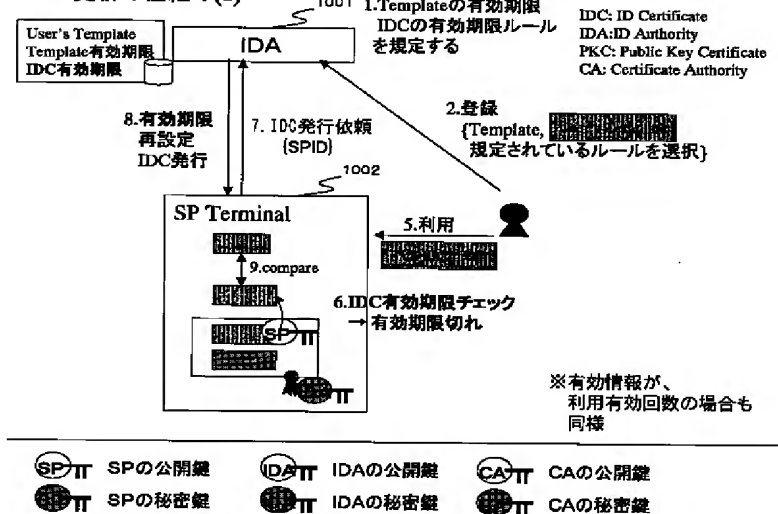 1001
1.Templateの有効期限
IDCの有効期限ルール
を規定する
IDC: ID Certificate
IDA:ID Authority
PKC: Public Key Certificate
CA: Certificate Authority
User's Template
Template有効期限
IDC有効期限
IDA
8.有効期限
再設定
IDC発行
7. IDC発行依頼
(SPID)
2.登録
{Template,
規定されているルールを選択}
1002
SP Terminal
5.利用
9.compare
6.IDC有効期限チェック
→有効期限切れ
SP
※有効情報が、
利用有効回数の場合も
同様
SP SPの公開鍵
IDA IDAの公開鍵
CA CAの公開鍵
SPの秘密鍵
IDAの秘密鍵
CAの秘密鍵